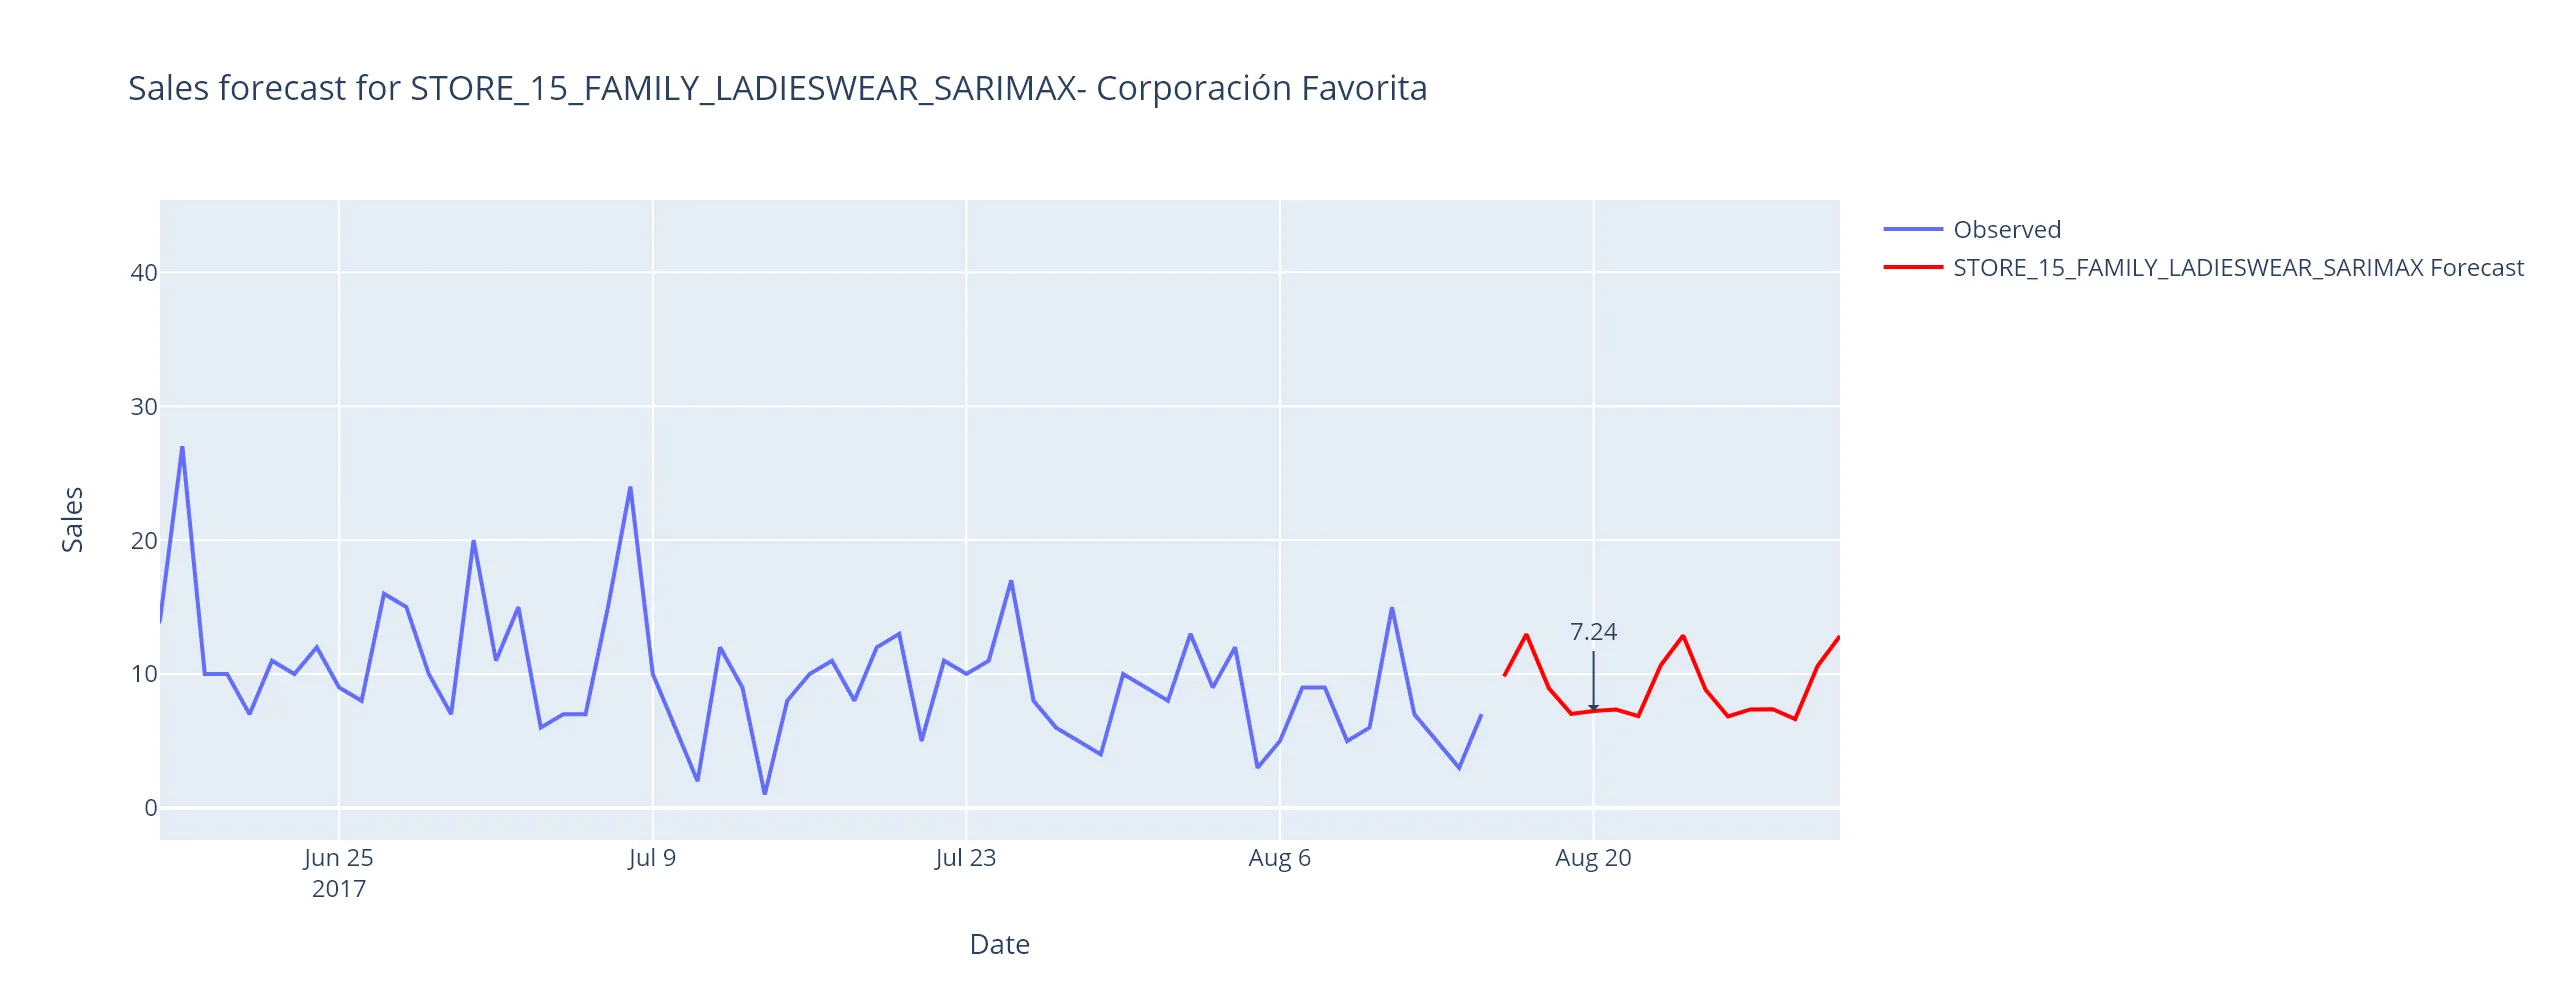 Sales forecast for STORE_15_FAMILY_LADIESWEAR_SARIMAX- Corporación Favorita
Observed
STORE_15_FAMILY_LADIESWEAR_SARIMAX Forecast
Sales
40
30
20
10
0
7.24
Jun 25
2017
Jul 9
Jul 23
Aug 6
Aug 20
Date